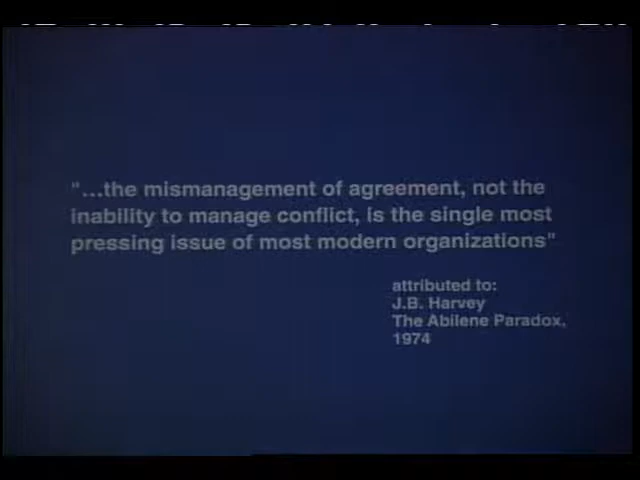 "...the mismanagement of agreement, not the
inability to manage conflict, is the single most
pressing issue of most modern organizations"
attributed to:
J.B. Harvey
The Abilene Paradox,
1974